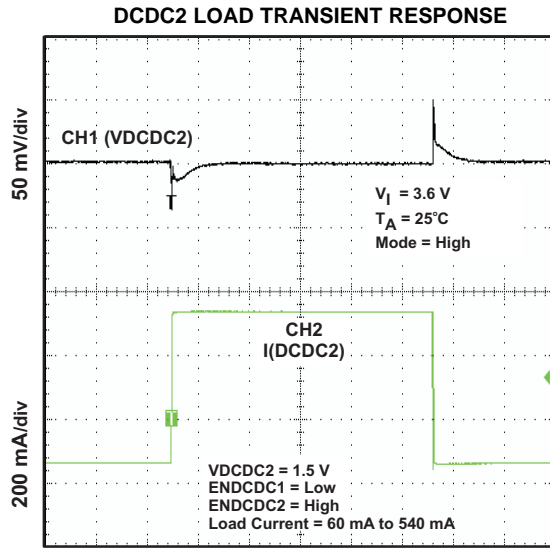 DCDC2 LOAD TRANSIENT RESPONSE
50 mV/div
CH1 (VDCDC2)
T
VI = 3.6 V
TA = 25°C
Mode = High
CH2
I(DCDC2)
200 mA/div
T
VDCDC2 = 1.5 V
ENDCDC1 = Low
ENDCDC2 = High
Load Current = 60 mA to 540 mA